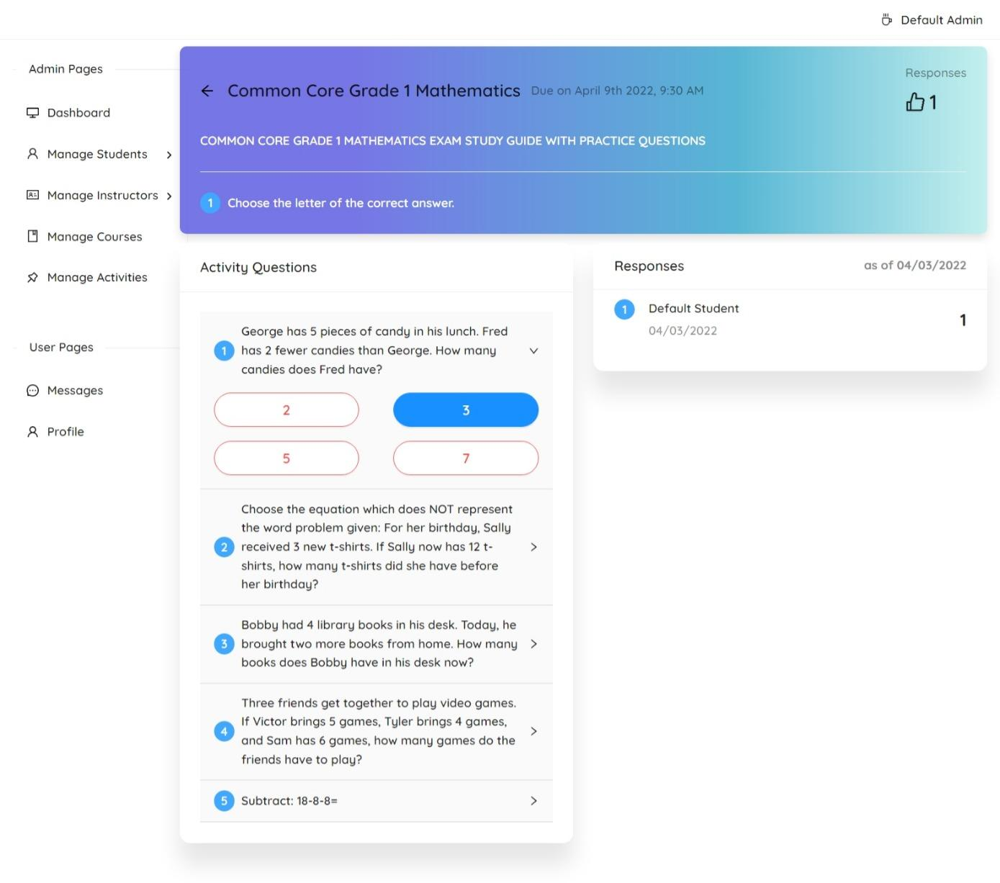 Default Admin
Admin Pages
Dashboard
Manage Students
Manage Instructors
Manage Courses
Manage Activities
User Pages
Messages
Profile
Common Core Grade 1 Mathematics Due on April 9th 2022, 9:30 AM
Responses
1
COMMON CORE GRADE 1 MATHEMATICS EXAM STUDY GUIDE WITH PRACTICE QUESTIONS
1 Choose the letter of the correct answer.
Activity Questions
1
George has 5 pieces of candy in his lunch. Fred
has 2 fewer candies than George. How many
candies does Fred have?
2 3
5 7
2
Choose the equation which does NOT represent
the word problem given: For her birthday, Sally
received 3 new t-shirts. If Sally now has 12 t-
shirts, how many t-shirts did she have before
her birthday?
3
Bobby had 4 library books in his desk. Today, he
brought two more books from home. How many
books does Bobby have in his desk now?
4
Three friends get together to play video games.
If Victor brings 5 games, Tyler brings 4 games,
and Sam has 6 games, how many games do the
friends have to play?
5 Subtract: 18-8-8=
Responses as of 04/03/2022
1 Default Student
04/03/2022
1